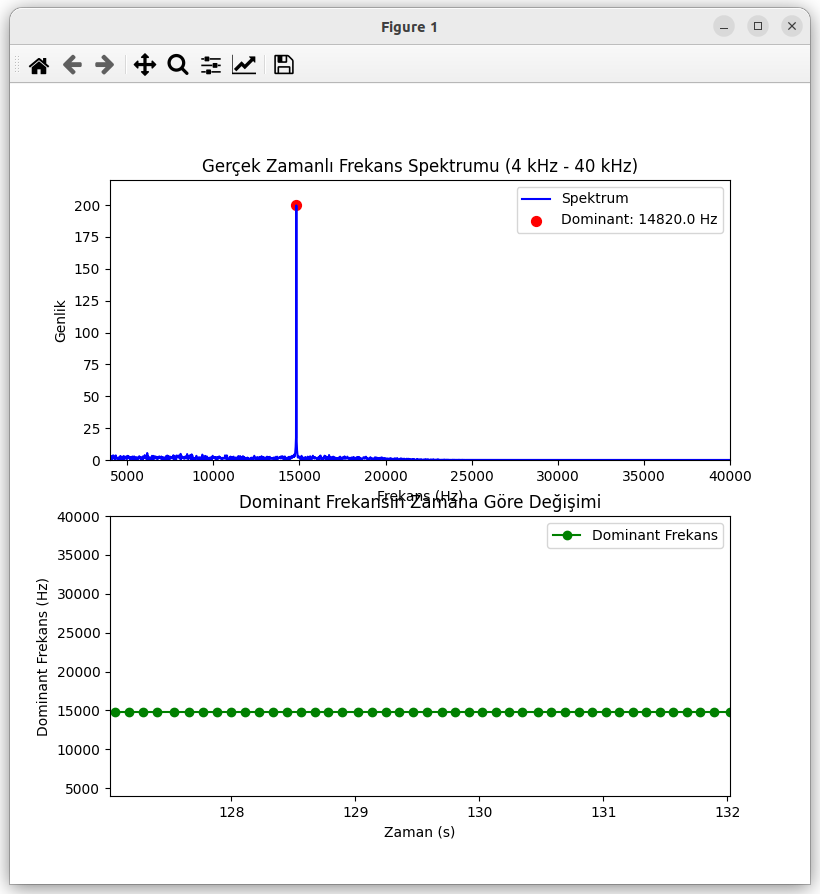 Figure 1
Gerçek Zamanlı Frekans Spektrumu (4 kHz - 40 kHz)
200
175
150
125
100
75
50
25
0
Genlik
Spektrum
Dominant: 14820.0 Hz
5000 10000 15000 20000 25000 30000 35000 40000
Frekans (Hz)
Dominant Frekansın Zamana Göre Değişimi
40000
35000
30000
25000
20000
15000
10000
5000
Dominant Frekans (Hz)
Dominant Frekans
128 129 130 131 132
Zaman (s)